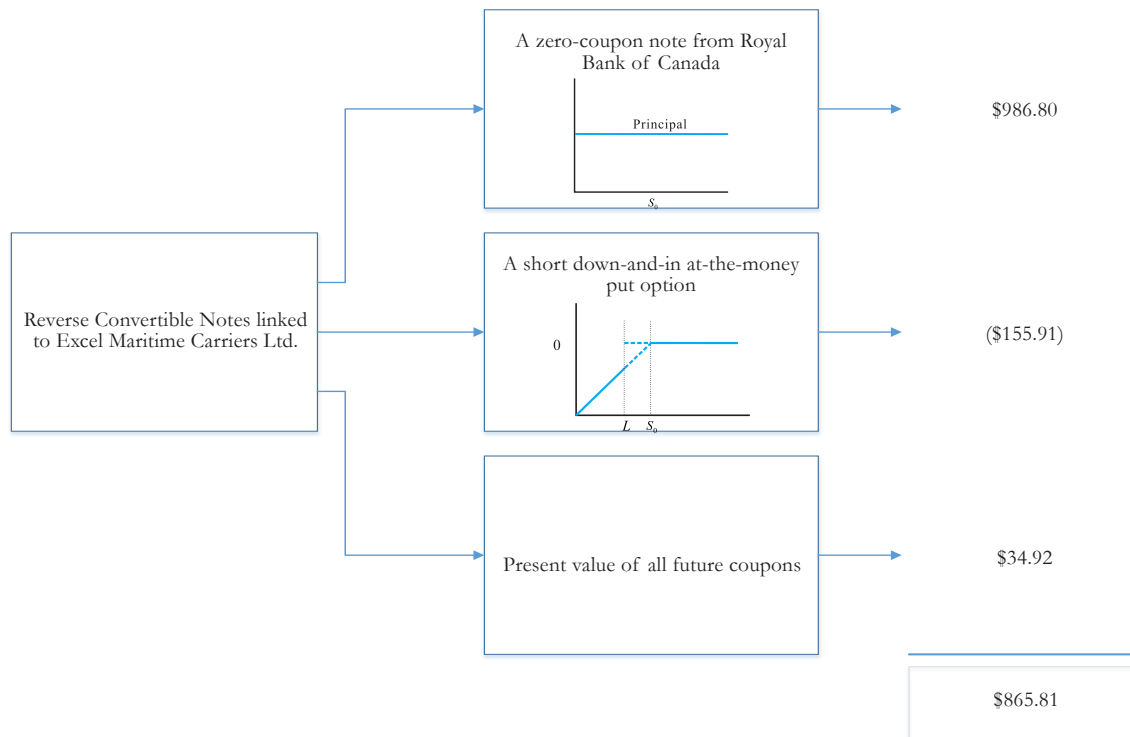 A zero-coupon note from Royal
Bank of Canada
Principal
S₀
$986.80
Reverse Convertible Notes linked
to Excel Maritime Carriers Ltd.
A short down-and-in at-the-money
put option
0
L S₀
($155.91)
Present value of all future coupons
$34.92
$865.81